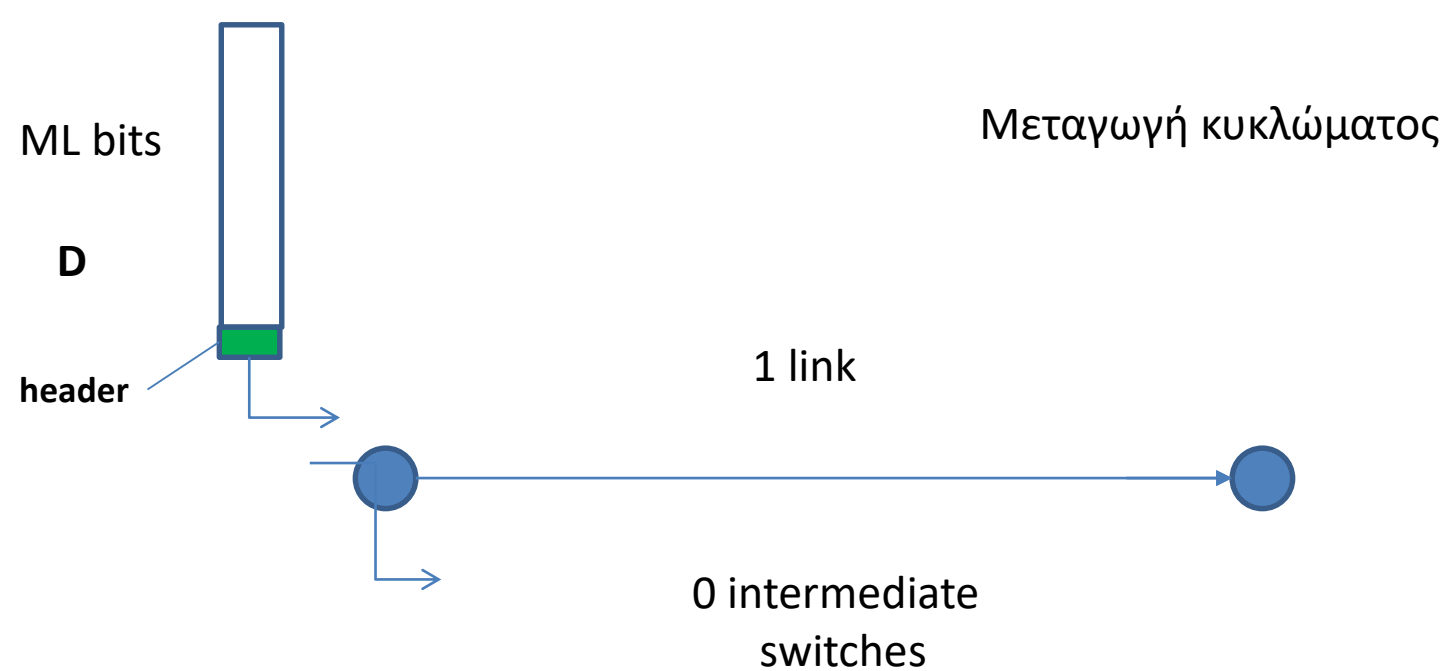 ML bits
Μεταγωγή κυκλώματος
D
header
1 link
0 intermediate
switches